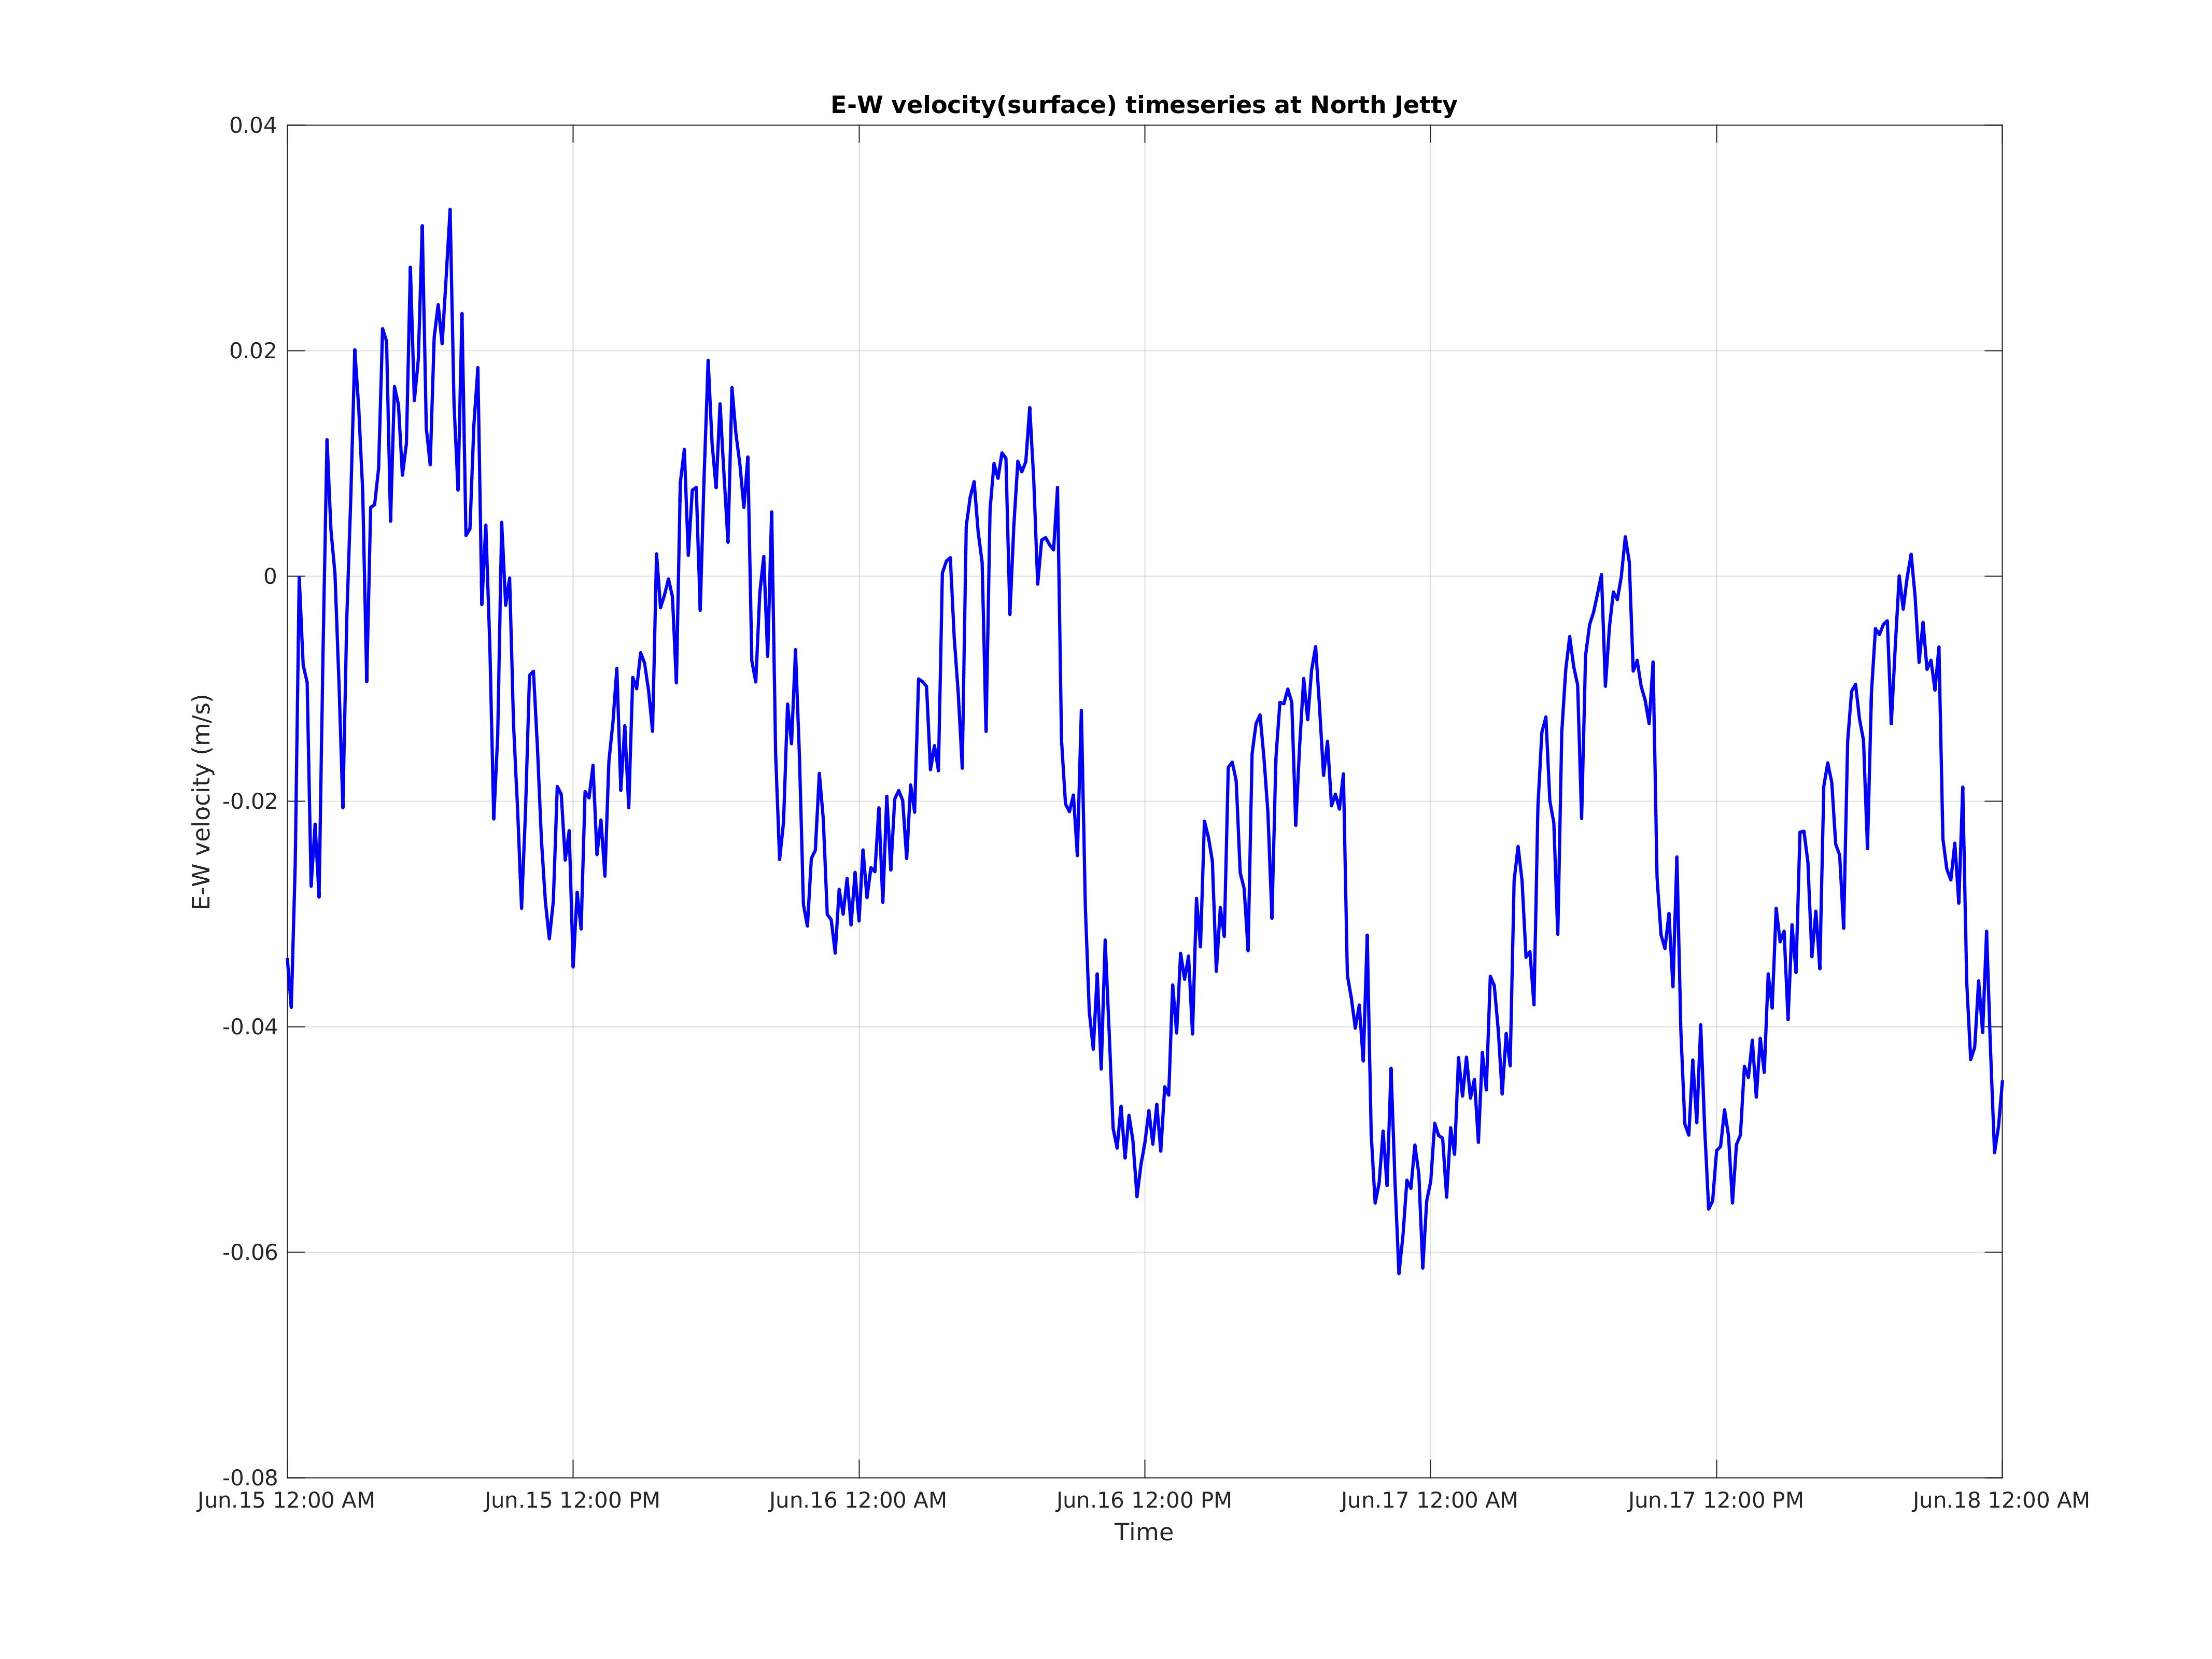 E-W velocity(surface) timeseries at North Jetty
0.04
0.02
0
-0.02
-0.04
-0.06
-0.08
E-W velocity (m/s)
Jun.15 12:00 AM
Jun.15 12:00 PM
Jun.16 12:00 AM
Jun.16 12:00 PM
Jun.17 12:00 AM
Jun.17 12:00 PM
Jun.18 12:00 AM
Time